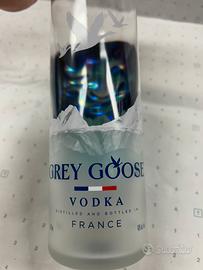 GREY GOOSE
VODKA
DISTILLED AND BOTTLED IN
FRANCE